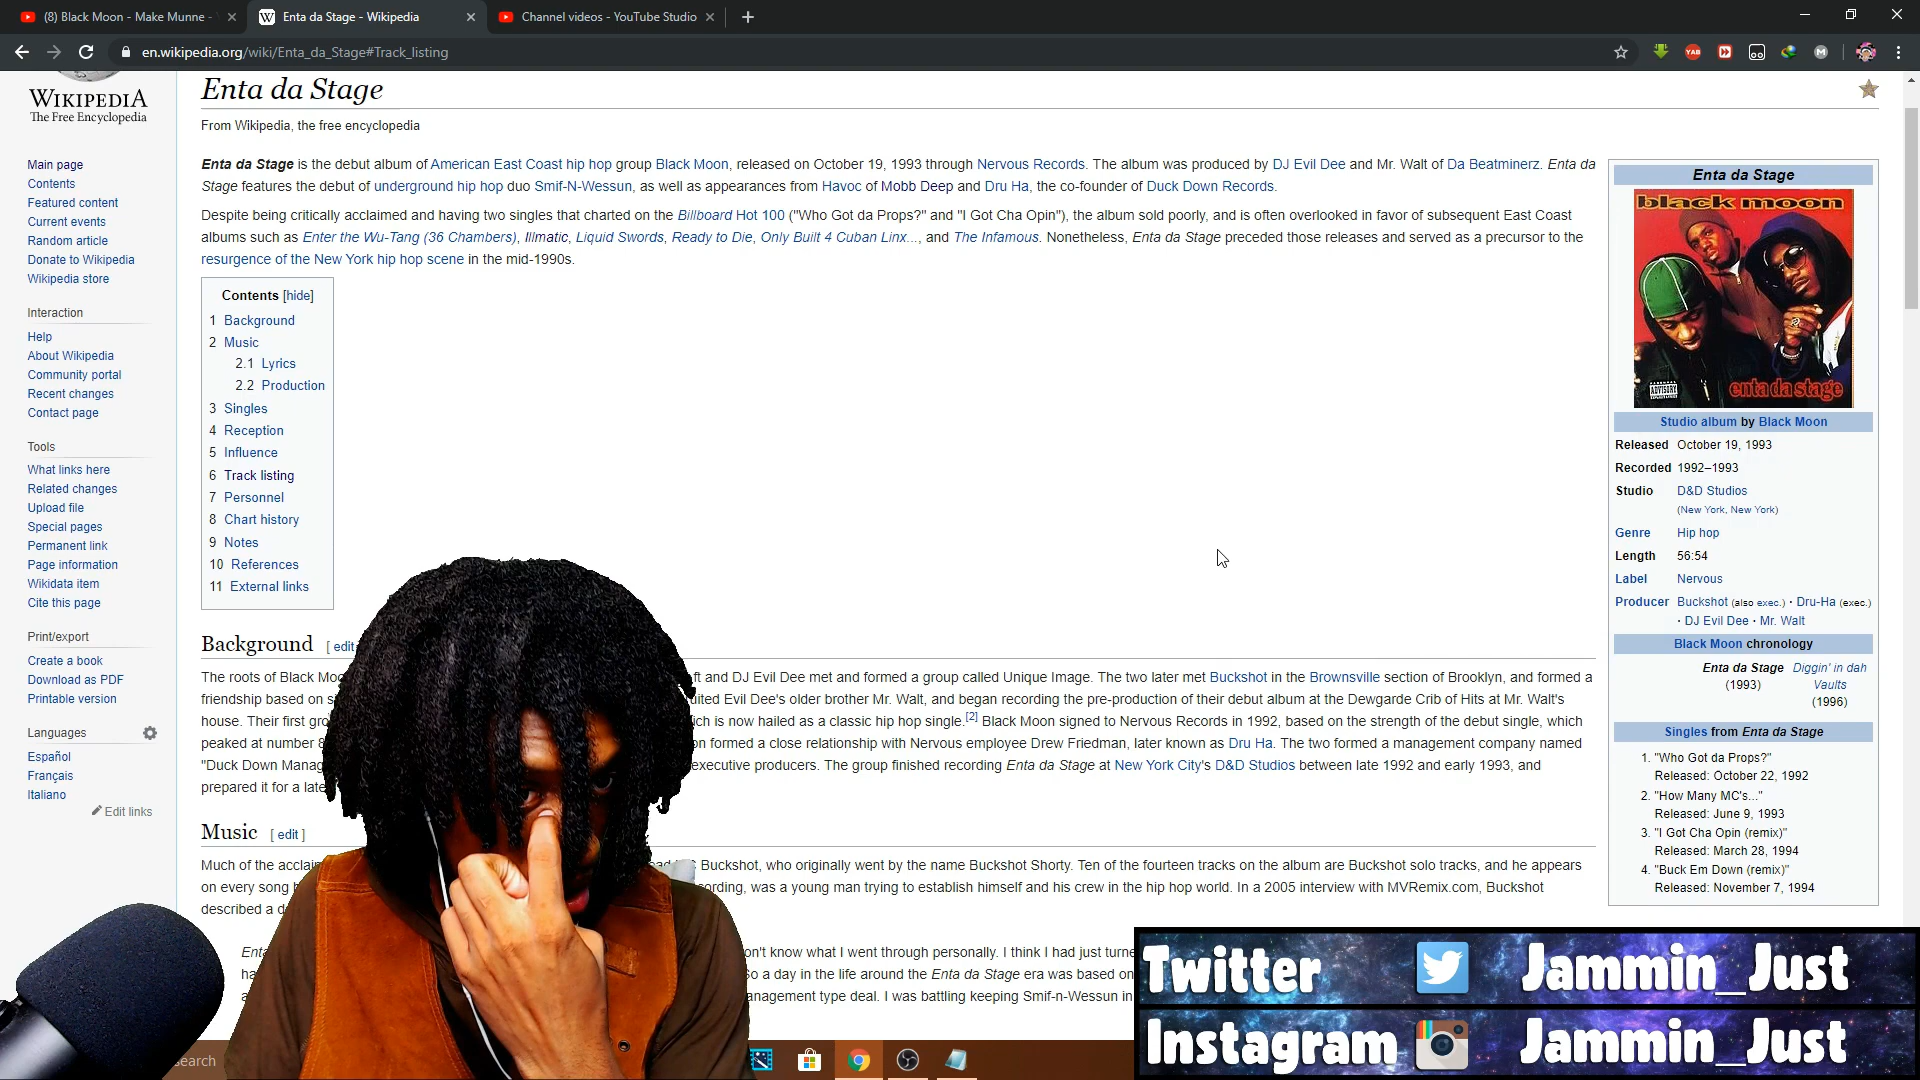 (8) Black Moon - Make Munne -
Enta da Stage - Wikipedia
Channel videos - YouTube Studio
en.wikipedia.org/wiki/Enta_da_Stage#Track_listing
WIKIPEDIA
The Free Encyclopedia
Main page
Contents
Featured content
Current events
Random article
Donate to Wikipedia
Wikipedia store
Interaction
Help
About Wikipedia
Community portal
Recent changes
Contact page
Tools
What links here
Related changes
Upload file
Special pages
Permanent link
Page information
Wikidata item
Cite this page
Print/export
Create a book
Download as PDF
Printable version
Languages
Español
Français
Italiano
Edit links
Enta da Stage
From Wikipedia, the free encyclopedia
Enta da Stage is the debut album of American East Coast hip hop group Black Moon, released on October 19, 1993 through Nervous Records. The album was produced by DJ Evil Dee and Mr. Walt of Da Beatminerz. Enta da
Stage features the debut of underground hip hop duo Smif-N-Wessun, as well as appearances from Havoc of Mobb Deep and Dru Ha, the co-founder of Duck Down Records.
Despite being critically acclaimed and having two singles that charted on the Billboard Hot 100 ("Who Got da Props?" and "I Got Cha Opin"), the album sold poorly, and is often overlooked in favor of subsequent East Coast
albums such as Enter the Wu-Tang (36 Chambers), Illmatic, Liquid Swords, Ready to Die, Only Built 4 Cuban Linx..., and The Infamous. Nonetheless, Enta da Stage preceded those releases and served as a precursor to the
resurgence of the New York hip hop scene in the mid-1990s.
Contents [hide]
1 Background
2 Music
2.1 Lyrics
2.2 Production
3 Singles
4 Reception
5 Influence
6 Track listing
7 Personnel
8 Chart history
9 Notes
10 References
11 External links
Background [ edit
The roots of Black and DJ Evil Dee met and formed a group called Unique Image. The two later met Buckshot in the Brownsville section of Brooklyn, and formed a
friendship based on Evil Dee's older brother Mr. Walt, and began recording the pre-production of their debut album at the Dewgarde Crib of Hits at Mr. Walt's
house. Their first is now hailed as a classic hip hop single.[2] Black Moon signed to Nervous Records in 1992, based on the strength of the debut single, which
peaked at number formed a close relationship with Nervous employee Drew Friedman, later known as Dru Ha. The two formed a management company named
"Duck Down executive producers. The group finished recording Enta da Stage at New York City's D&D Studios between late 1992 and early 1993, and
prepared it for a
Music [ edit ]
Much of the Buckshot, who originally went by the name Buckshot Shorty. Ten of the fourteen tracks on the album are Buckshot solo tracks, and he appears
on every song was a young man trying to establish himself and his crew in the hip hop world. In a 2005 interview with MVRemix.com, Buckshot
described a
don't know what I went through personally. I think I had just
So a day in the life around the Enta da Stage era was based on
type deal. I was battling keeping Smif-n-Wessun in
Enta da Stage
black moon
ADVISORY
enta da stage
Studio album by Black Moon
Released October 19, 1993
Recorded 1992–1993
Studio D&D Studios
(New York, New York)
Genre Hip hop
Length 56:54
Label Nervous
Producer Buckshot (also exec.) · Dru-Ha (exec.)
· DJ Evil Dee · Mr. Walt
Black Moon chronology
Enta da Stage Diggin' in dah
(1993) Vaults
(1996)
Singles from Enta da Stage
1. "Who Got da Props?"
Released: October 22, 1992
2. "How Many MC's..."
Released: June 9, 1993
3. "I Got Cha Opin (remix)"
Released: March 28, 1994
4. "Buck Em Down (remix)"
Released: November 7, 1994
Twitter Jammin_Just
Instagram Jammin_Just
search